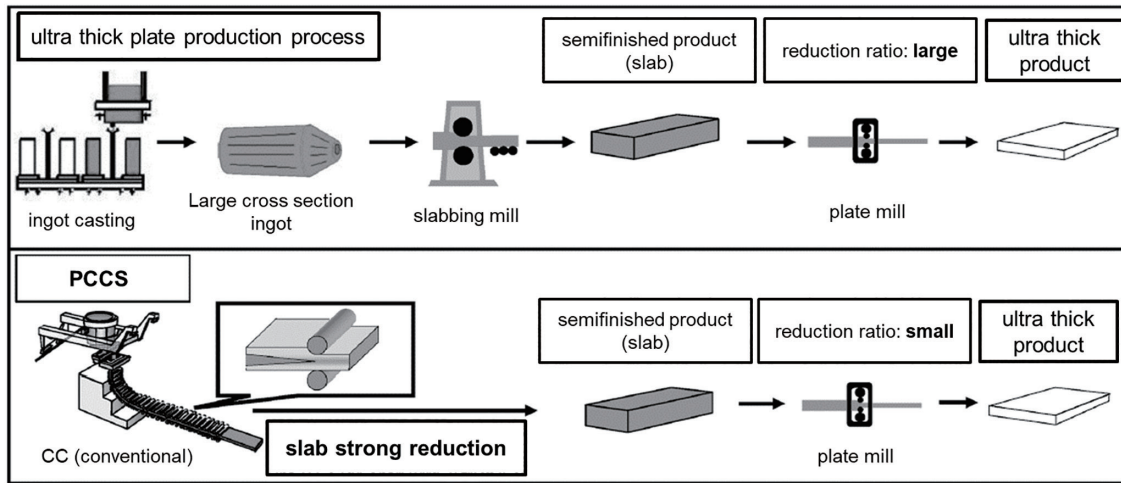 ultra thick plate production process
semifinished product
(slab)
reduction ratio: large
ultra thick
product
ingot casting
Large cross section
ingot
slabbing mill
plate mill
PCCS
semifinished product
(slab)
reduction ratio: small
ultra thick
product
CC (conventional)
slab strong reduction
plate mill